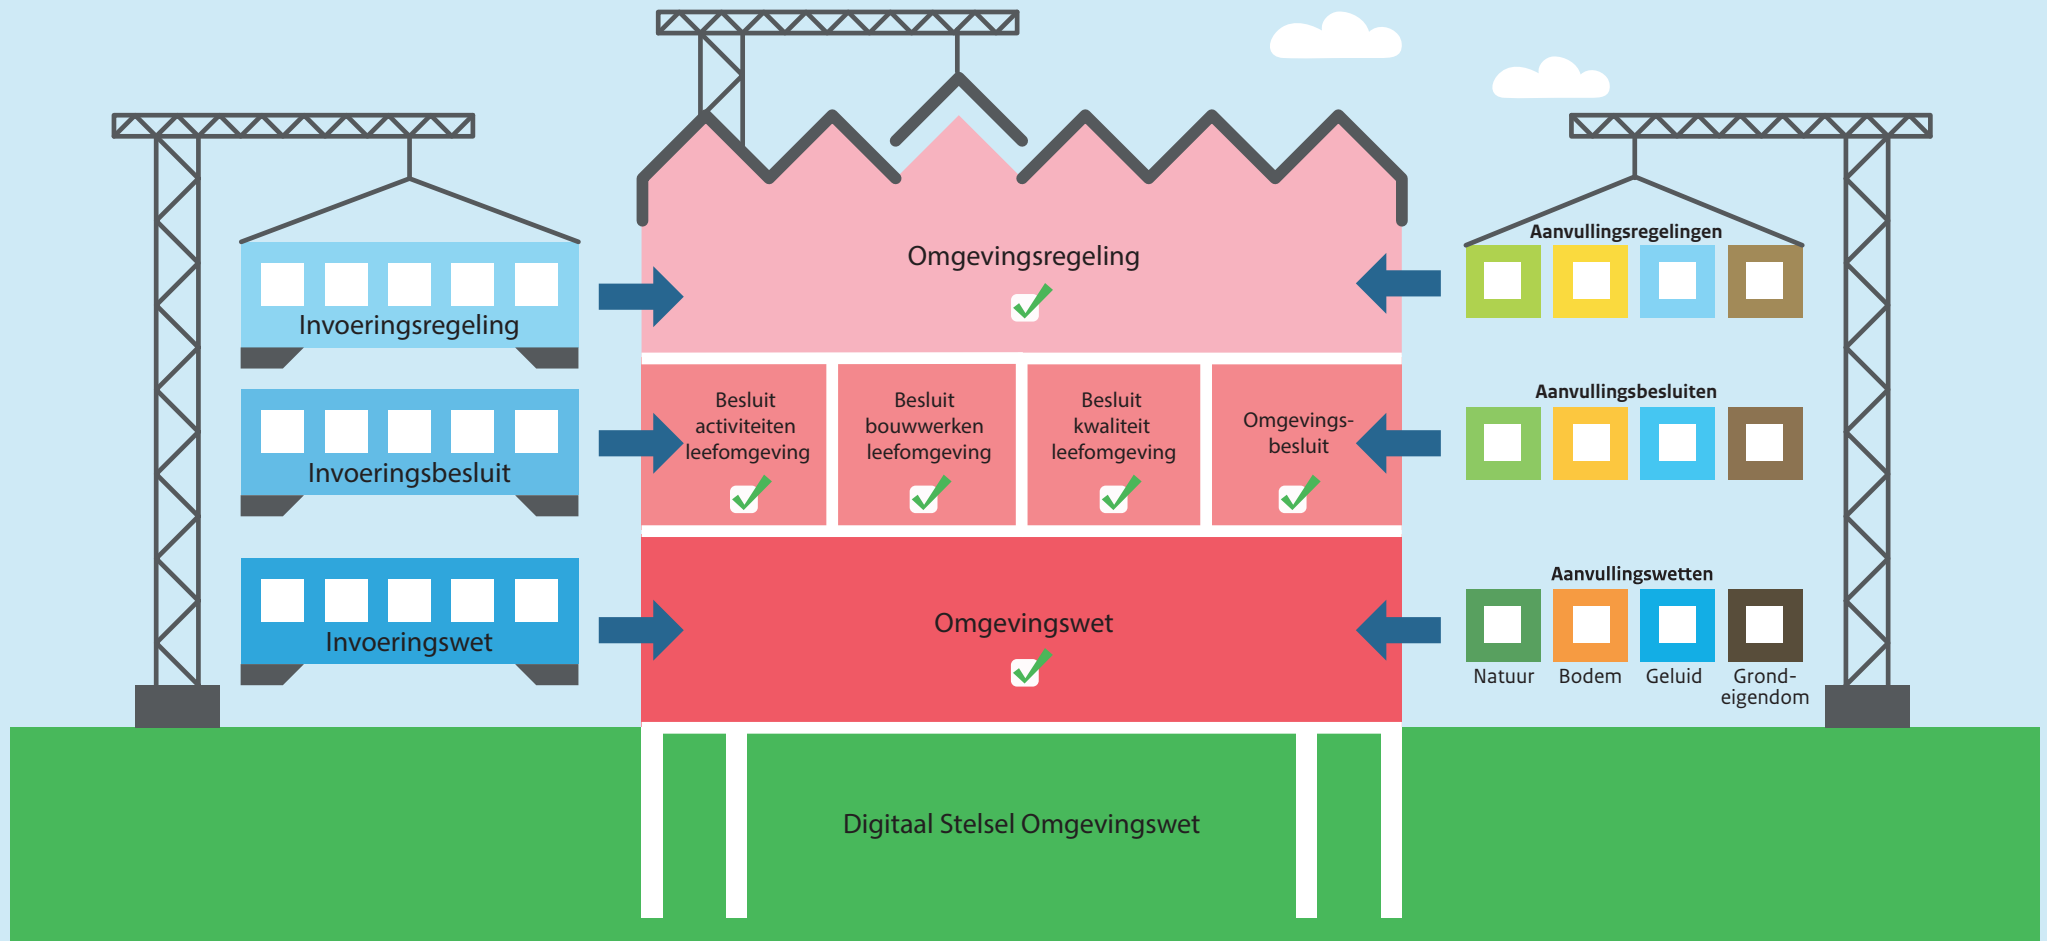 Omgevingsregeling
Invoeringsregeling
Aanvullingsregelingen
Besluit
activiteiten
leefomgeving
Besluit
bouwwerken
leefomgeving
Besluit
kwaliteit
leefomgeving
Omgevings-
besluit
Invoeringsbesluit
Aanvullingsbesluiten
Omgevingswet
Invoeringswet
Aanvullingswetten
Natuur
Bodem
Geluid
Grond-
eigendom
Digitaal Stelsel Omgevingswet